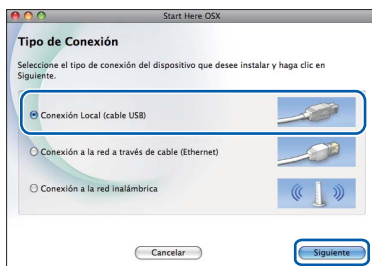 Start Here OSX
Tipo de Conexión
Seleccione el tipo de conexión del dispositivo que desee instalar y haga clic en
Siguiente.
Conexión Local (cable USB)
Conexión a la red a través de cable (Ethernet)
Conexión a la red inalámbrica
Cancelar
Siguiente